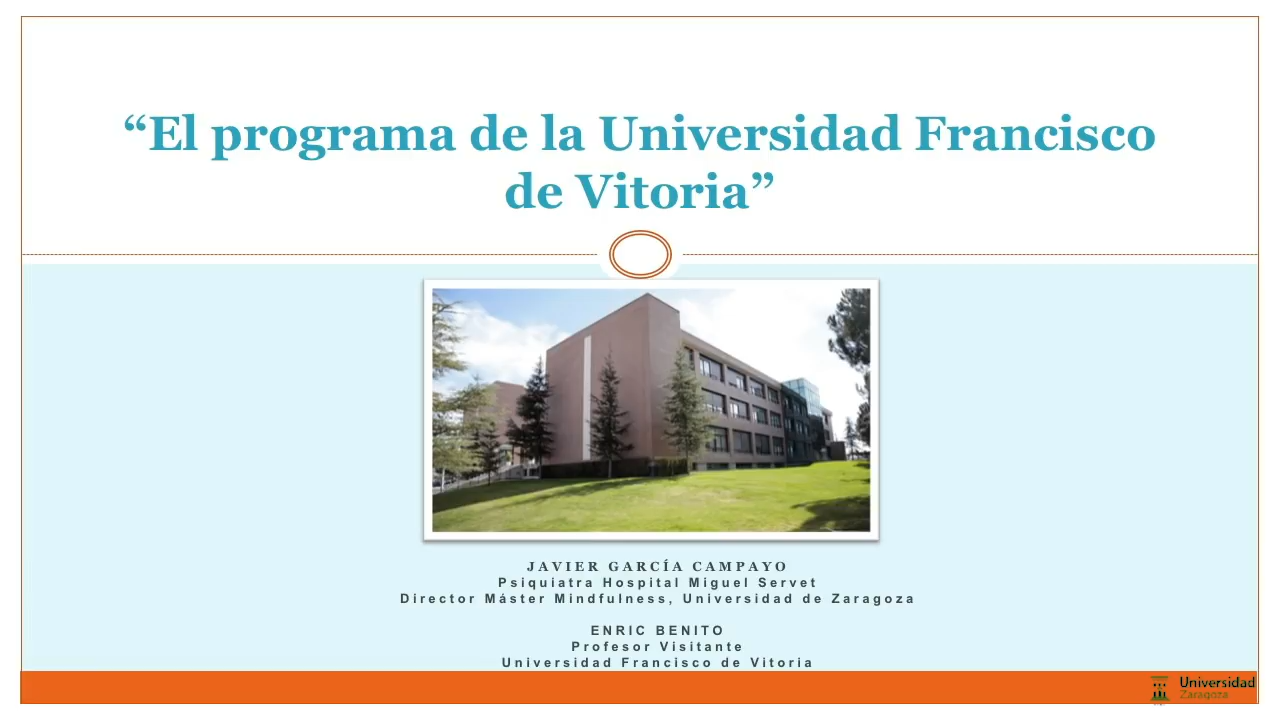 “El programa de la Universidad Francisco
de Vitoria”
JAVIER GARCÍA CAMPAYO
Psiquiatra Hospital Miguel Servet
Director Máster Mindfulness, Universidad de Zaragoza
ENRIC BENITO
Profesor Visitante
Universidad Francisco de Vitoria
Universidad
Zaragoza